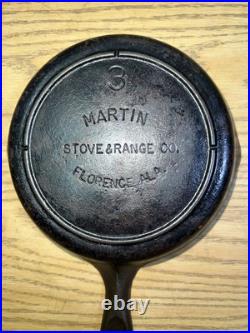 3
MARTIN
STOVE & RANGE CO.
FLORENCE ALA.